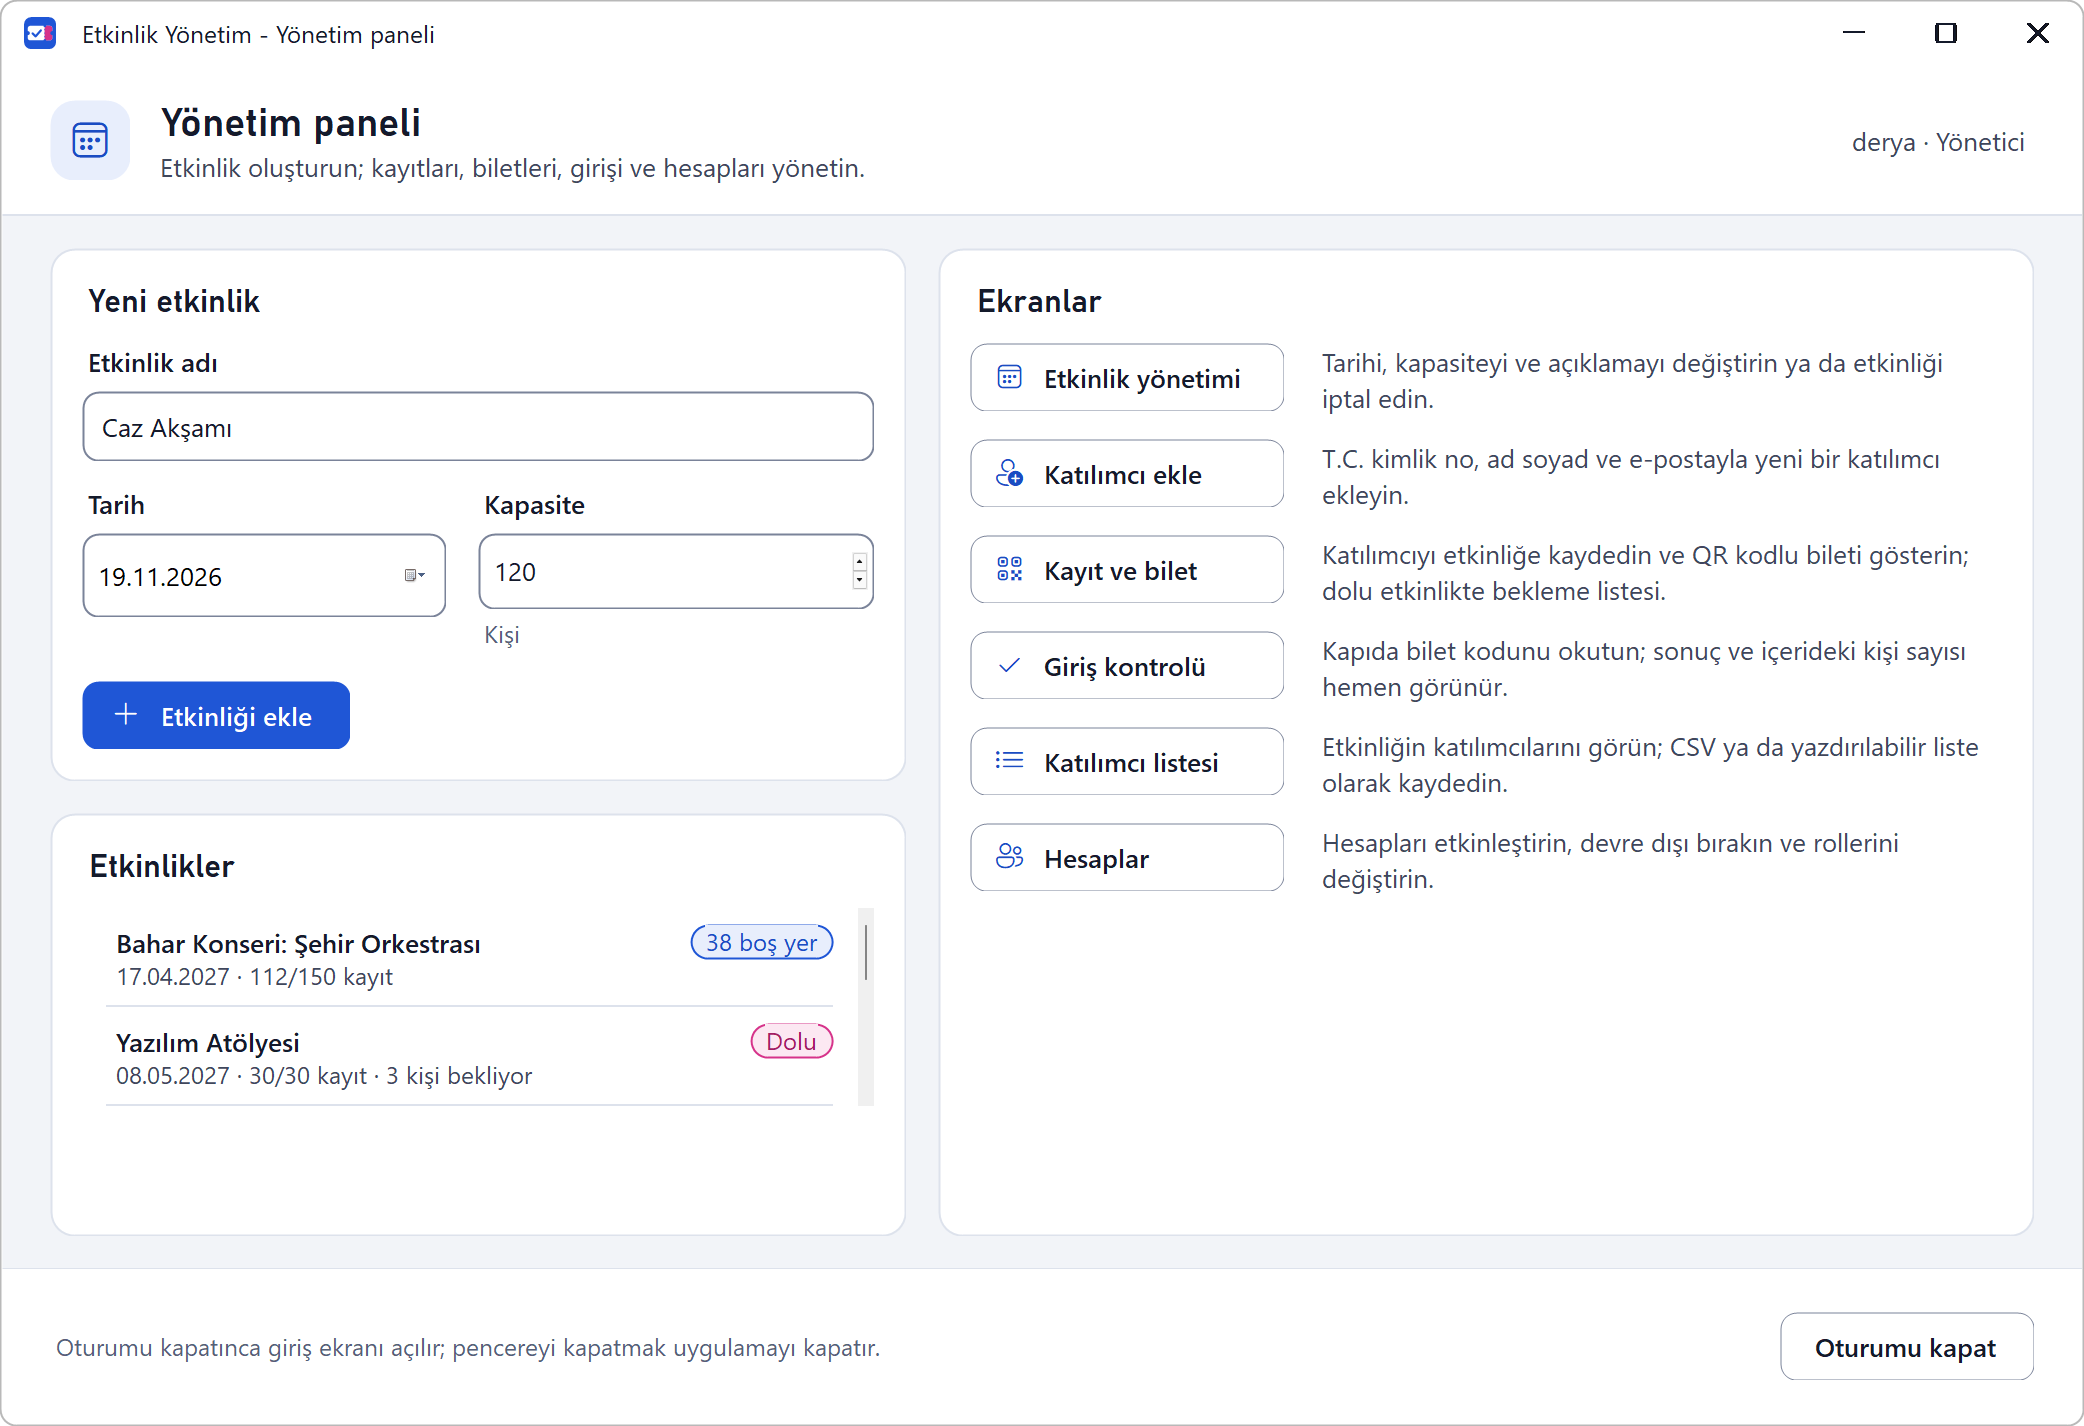 Etkinlik Yönetim - Yönetim paneli
Yönetim paneli
Etkinlik oluşturun; kayıtları, biletleri, girişi ve hesapları yönetin.
derya · Yönetici
Yeni etkinlik
Etkinlik adı
Caz Akşamı
Tarih
Kapasite
19.11.2026
120
Kişi
Etkinliği ekle
Etkinlikler
Bahar Konseri: Şehir Orkestrası
38 boş yer
17.04.2027 · 112/150 kayıt
Yazılım Atölyesi
Dolu
08.05.2027 · 30/30 kayıt · 3 kişi bekliyor
Ekranlar
Etkinlik yönetimi
Tarihi, kapasiteyi ve açıklamayı değiştirin ya da etkinliği
iptal edin.
Katılımcı ekle
T.C. kimlik no, ad soyad ve e-postayla yeni bir katılımcı
ekleyin.
Kayıt ve bilet
Katılımcıyı etkinliğe kaydedin ve QR kodlu bileti gösterin;
dolu etkinlikte bekleme listesi.
Giriş kontrolü
Kapıda bilet kodunu okutun; sonuç ve içerideki kişi sayısı
hemen görünür.
Katılımcı listesi
Etkinliğin katılımcılarını görün; CSV ya da yazdırılabilir liste
olarak kaydedin.
Hesaplar
Hesapları etkinleştirin, devre dışı bırakın ve rollerini
değiştirin.
Oturumu kapatınca giriş ekranı açılır; pencereyi kapatmak uygulamayı kapatır.
Oturumu kapat